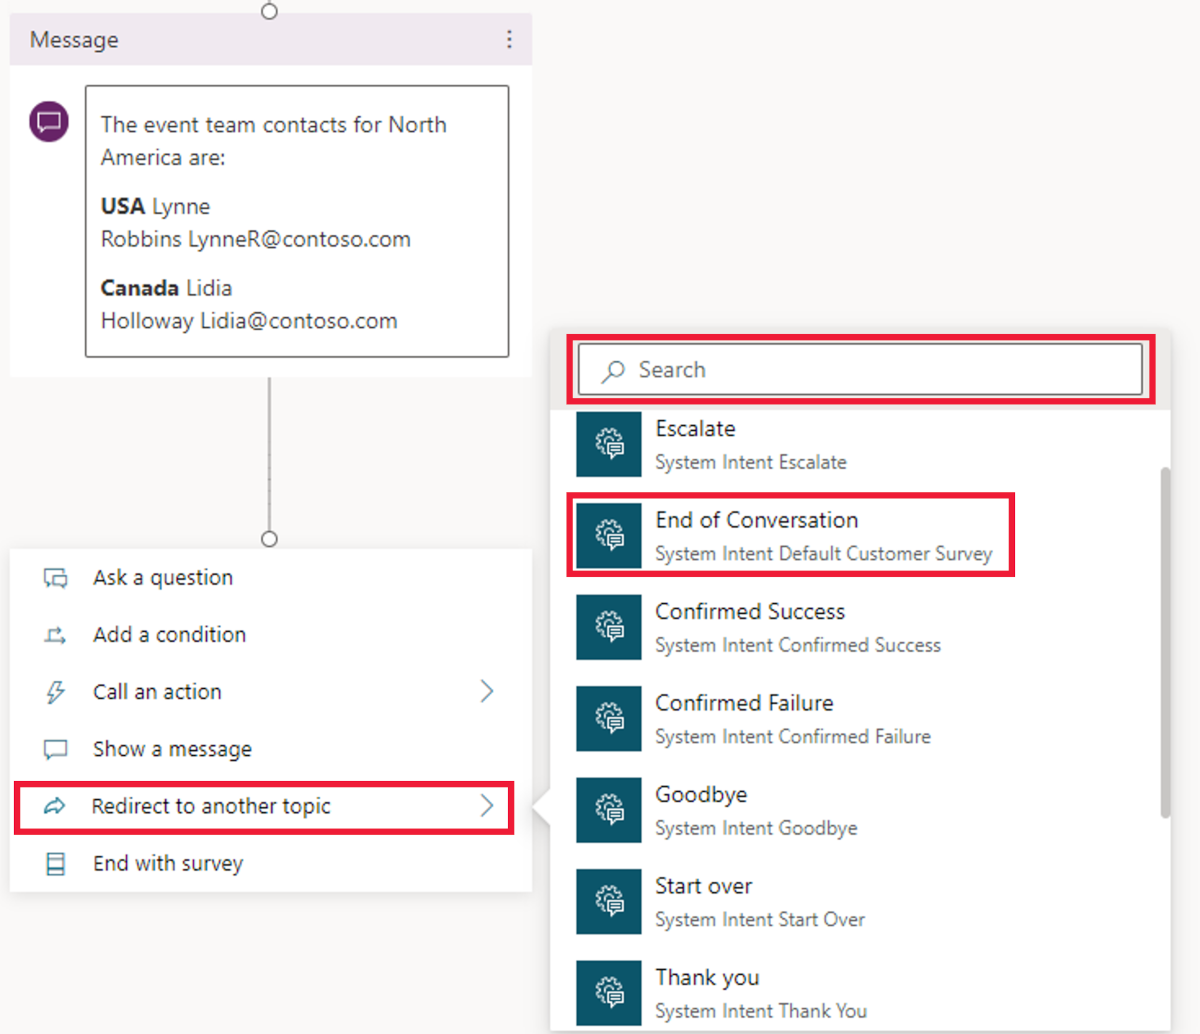 Message
The event team contacts for North
America are:
USA Lynne
Robbins LynneR@contoso.com
Canada Lidia
Holloway Lidia@contoso.com
Ask a question
Add a condition
Call an action
Show a message
Redirect to another topic
End with survey
Search
Escalate
System Intent Escalate
End of Conversation
System Intent Default Customer Survey
Confirmed Success
System Intent Confirmed Success
Confirmed Failure
System Intent Confirmed Failure
Goodbye
System Intent Goodbye
Start over
System Intent Start Over
Thank you
System Intent Thank You